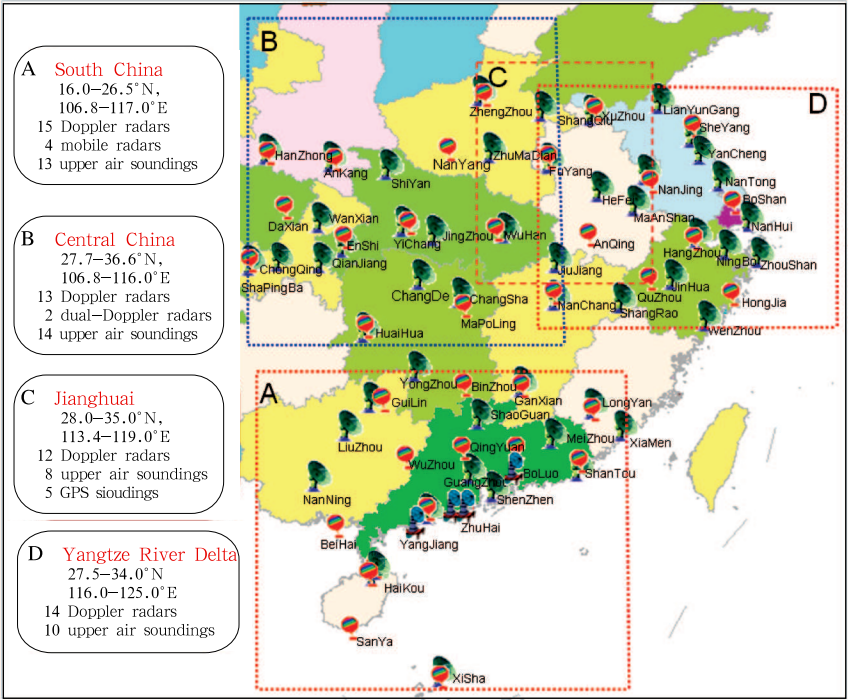 A South China
16.0−26.5°N,
106.8−117.0°E
15 Doppler radars
4 mobile radars
13 upper air soundings
B Central China
27.7−36.6°N,
106.8−116.0°E
13 Doppler radars
2 dual−Doppler radars
14 upper air soundings
C Jianghuai
28.0−35.0°N,
113.4−119.0°E
12 Doppler radars
8 upper air soundings
5 GPS sioudings
D Yangtze River Delta
27.5−34.0°N
116.0−125.0°E
14 Doppler radars
10 upper air soundings
B
C
D
ZhengZhou
ShangQiu
XuZhou
LianYunGang
SheYang
HanZhong
AnKang
ShiYan
NanYang
ZhuMaDian
FuYang
YanCheng
NanTong
NanJing
HeFei
MaAnShan
BoShan
NanHui
DaXian
WanXian
EnShi
YiChang
JingZhou
WuHan
AnQing
HangZhou
NingBo
ZhouShan
ChongQing
QianJiang
ShaPingBa
JiuJiang
ChangDe
ChangSha
MaPoLing
NanChang
ShangRao
QuZhou
JinHua
HongJia
WenZhou
HuaiHua
A
YongZhou
BinZhou
GanXian
LongYan
GuiLin
ShaoGuan
MeiZhou
XiaMen
LiuZhou
WuZhou
QingYuan
GuangZhou
BoLuo
ShanTou
NanNing
ShenZhen
BeiHai
YangJiang
ZhuHai
HaiKou
SanYa
XiSha